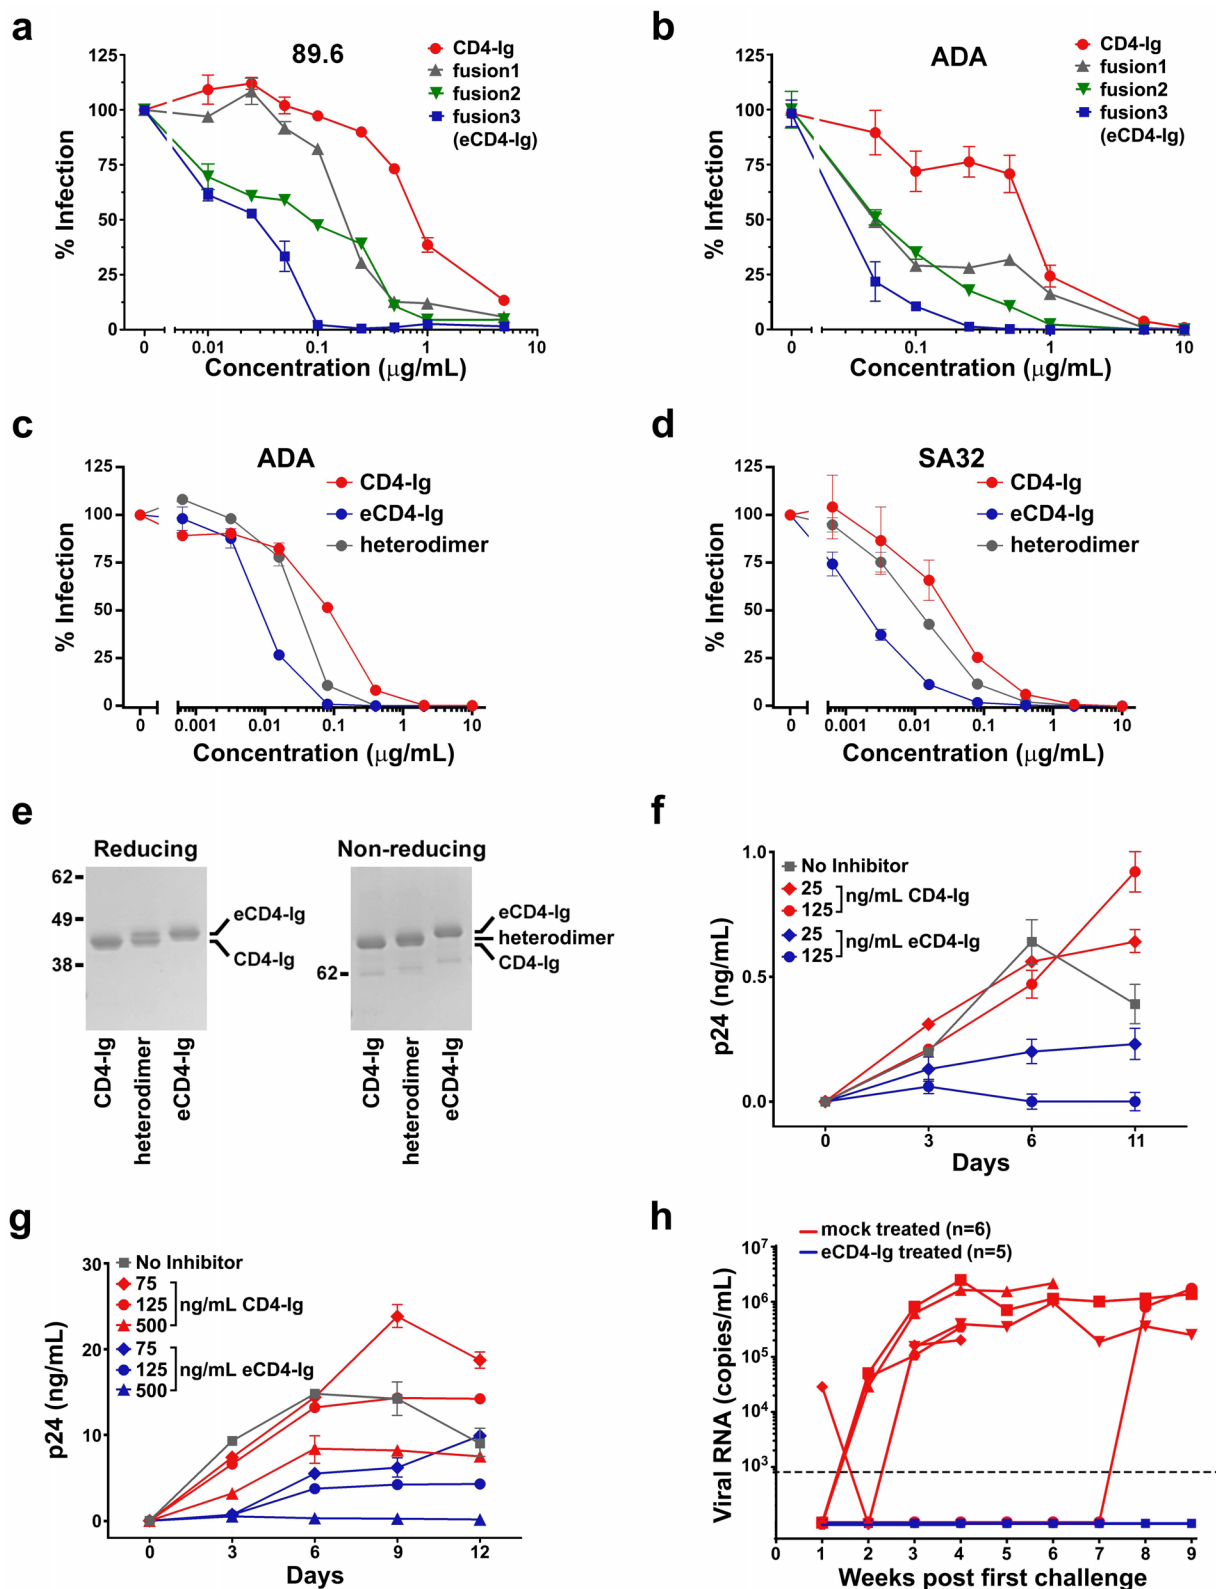 a
89.6
CD4-Ig
fusion1
fusion2
fusion3
(eCD4-Ig)
% Infection
125
100
75
50
25
0
0 0.01 0.1 1 10
Concentration (μg/mL)
b
ADA
CD4-Ig
fusion1
fusion2
fusion3
(eCD4-Ig)
% Infection
125
100
75
50
25
0
0 0.1 1 10
Concentration (μg/mL)
c
ADA
CD4-Ig
eCD4-Ig
heterodimer
% Infection
125
100
75
50
25
0
0 0.001 0.01 0.1 1 10
Concentration (μg/mL)
d
SA32
CD4-Ig
eCD4-Ig
heterodimer
% Infection
125
100
75
50
25
0
0 0.001 0.01 0.1 1 10
Concentration (μg/mL)
e
Reducing
62
49
38
eCD4-Ig
CD4-Ig
CD4-Ig
heterodimer
eCD4-Ig
Non-reducing
62
eCD4-Ig
heterodimer
CD4-Ig
CD4-Ig
heterodimer
eCD4-Ig
f
No Inhibitor
25
125
ng/mL CD4-Ig
25
125
ng/mL eCD4-Ig
p24 (ng/mL)
1.0
0.5
0.0
0 3 6 11
Days
g
No Inhibitor
75
125
500
ng/mL CD4-Ig
75
125
500
ng/mL eCD4-Ig
p24 (ng/mL)
30
20
10
0
0 3 6 9 12
Days
h
mock treated (n=6)
eCD4-Ig treated (n=5)
Viral RNA (copies/mL)
10⁷
10⁶
10⁵
10⁴
10³
1 2 3 4 5 6 7 8 9
Weeks post first challenge